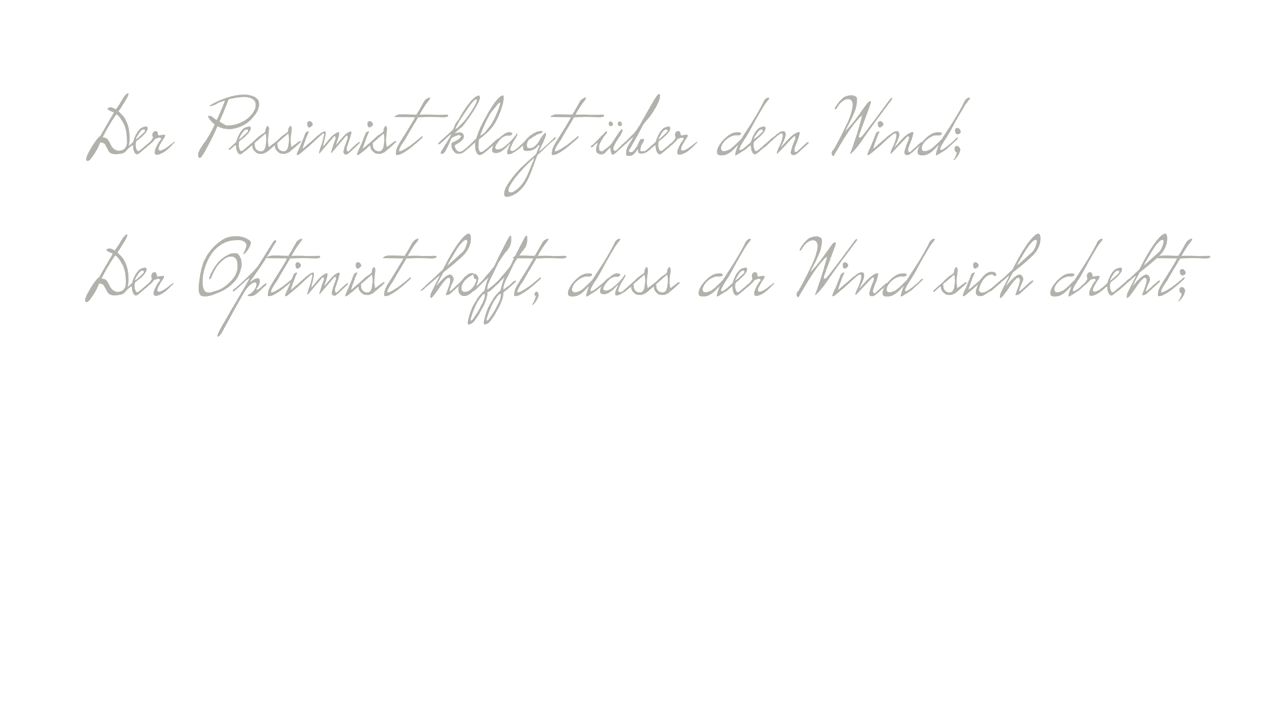 Der Pessimist klagt über den Wind;
Der Optimist hofft, dass der Wind sich dreht;